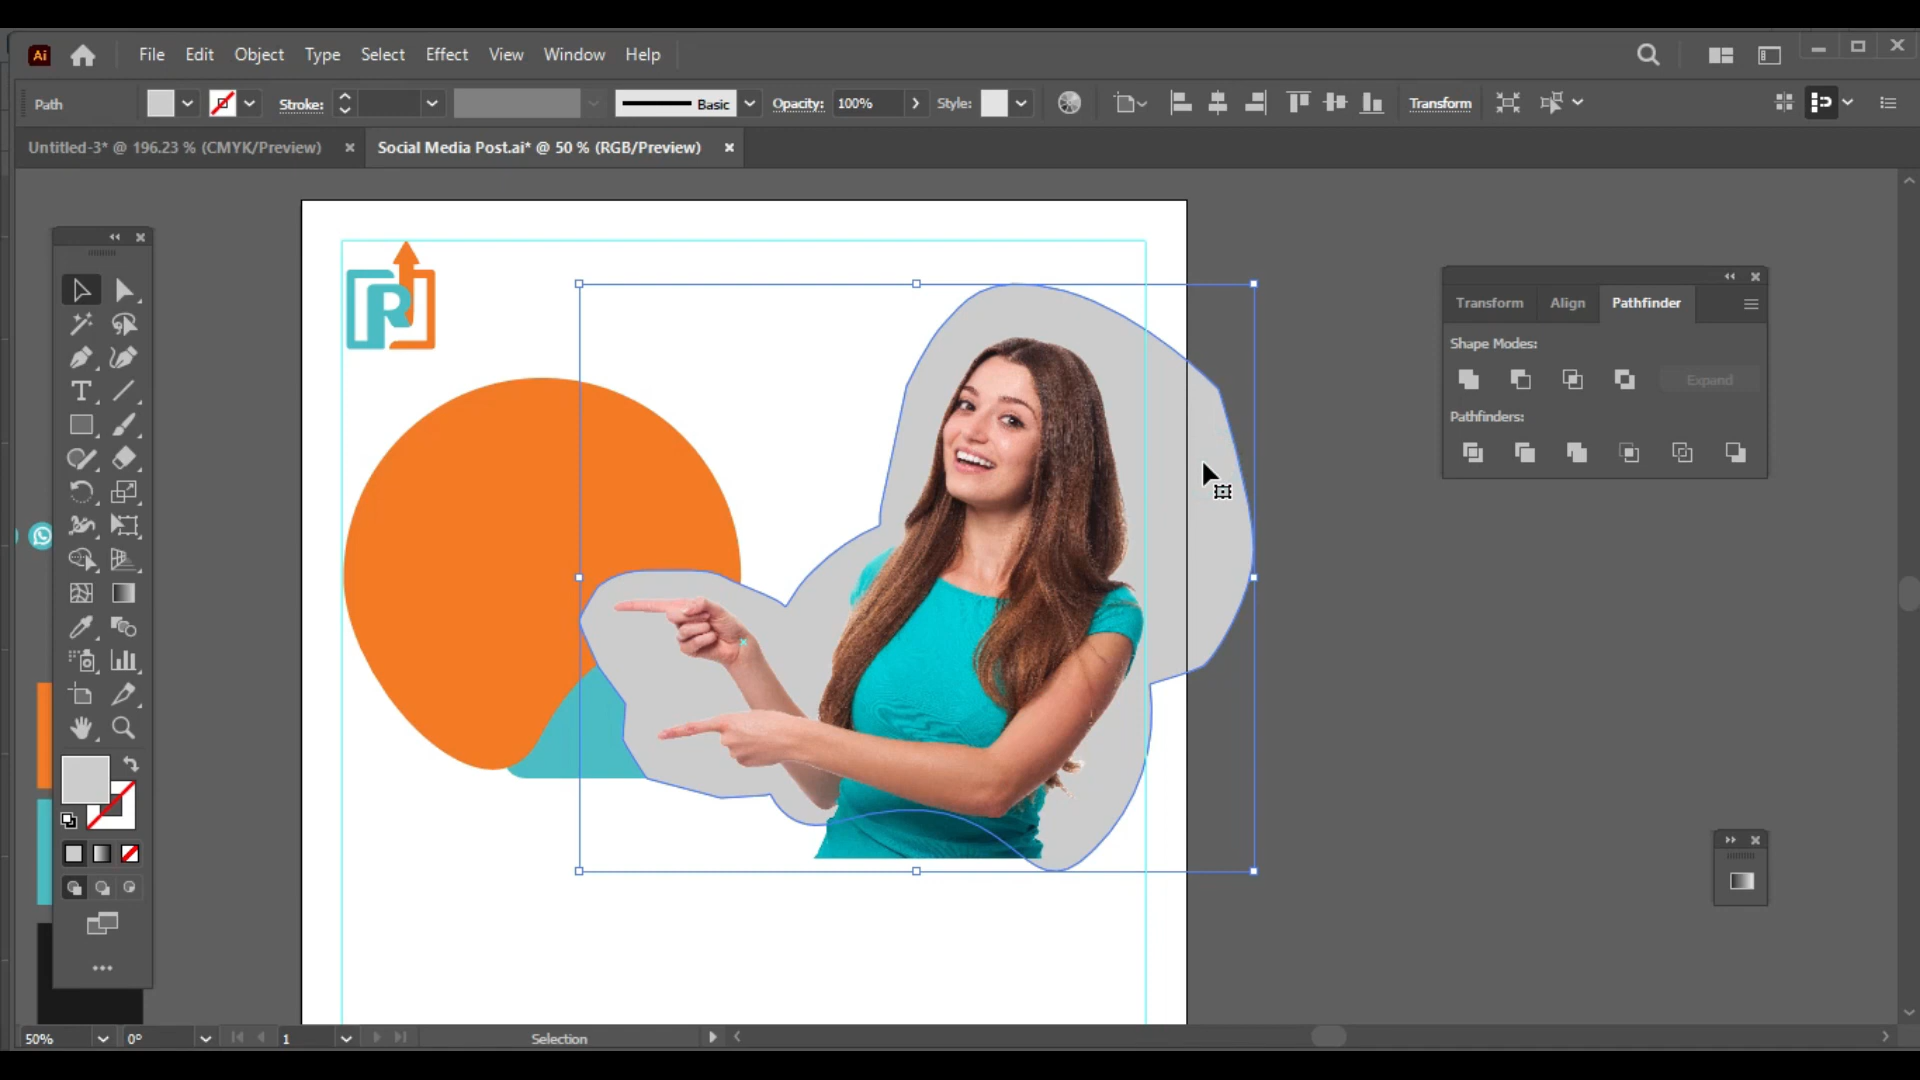 Ai File Edit Object Type Select Effect View Window Help
Path Stroke: Basic Opacity: 100% Style: Transform
Untitled-3* @ 196.23 % (CMYK/Preview) Social Media Post.ai* @ 50 % (RGB/Preview)
R
Transform Align Pathfinder
Shape Modes:
Expand
Pathfinders:
T
50% 0° 1 Selection